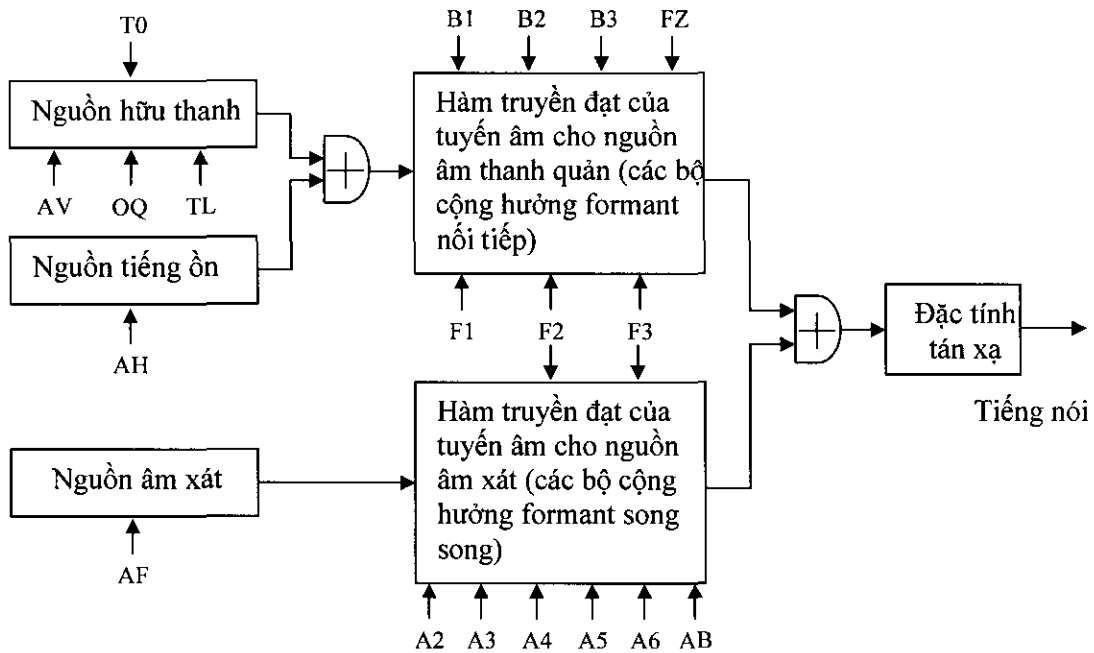 T0
B1 B2 B3 FZ
Nguồn hữu thanh
AV OQ TL
Nguồn tiếng ồn
AH
Hàm truyền đạt của
tuyến âm cho nguồn
âm thanh quản (các bộ
cộng hưởng formant
nối tiếp)
F1 F2 F3
Đặc tính
tán xạ
Tiếng nói
Nguồn âm xát
AF
Hàm truyền đạt của
tuyến âm cho nguồn
âm xát (các bộ cộng
hưởng formant song
song)
A2 A3 A4 A5 A6 AB